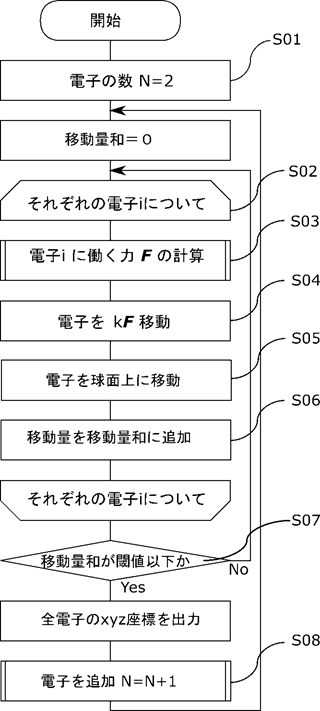 開始
S01
電子の数 N=2
移動量和=０
S02
それぞれの電子iについて
S03
電子i に働く力 F の計算
S04
電子を kF 移動
S05
電子を球面上に移動
S06
移動量を移動量和に追加
それぞれの電子iについて
S07
移動量和が閾値以下か
No
Yes
全電子のxyz座標を出力
S08
電子を追加 N=N+1